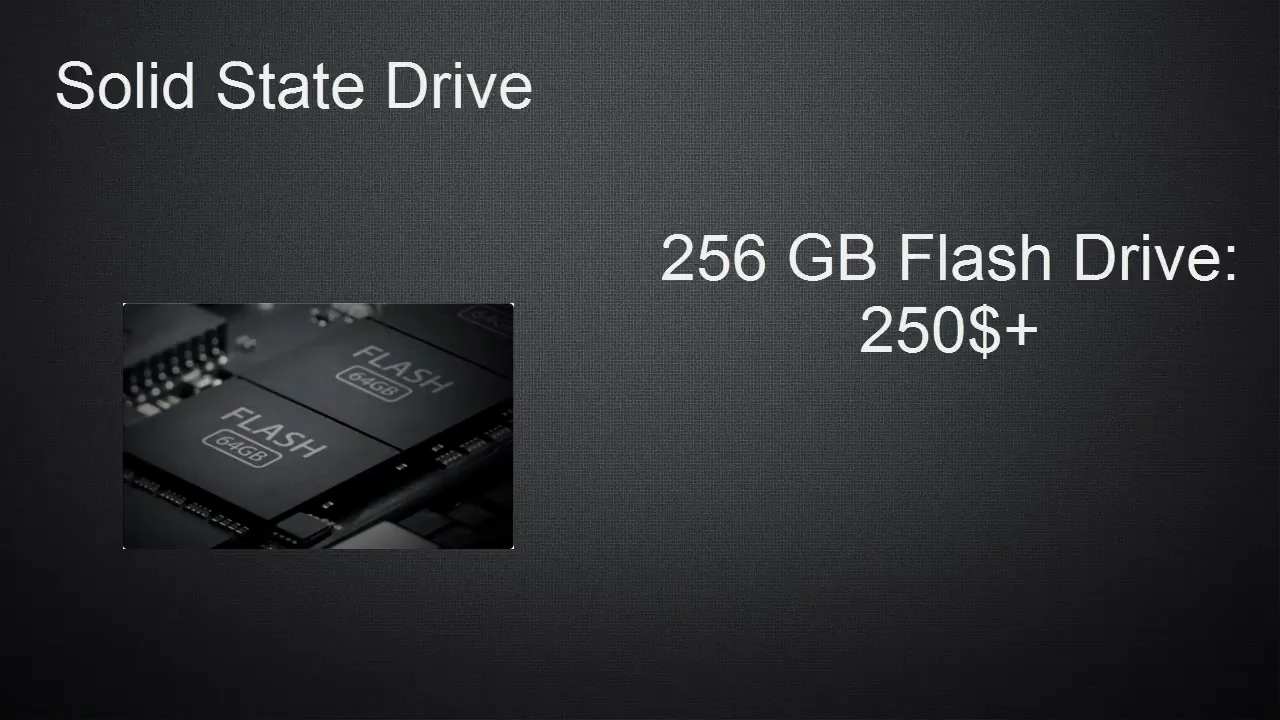 Solid State Drive
256 GB Flash Drive:
250$+
FLASH
64GB
FLASH
64GB